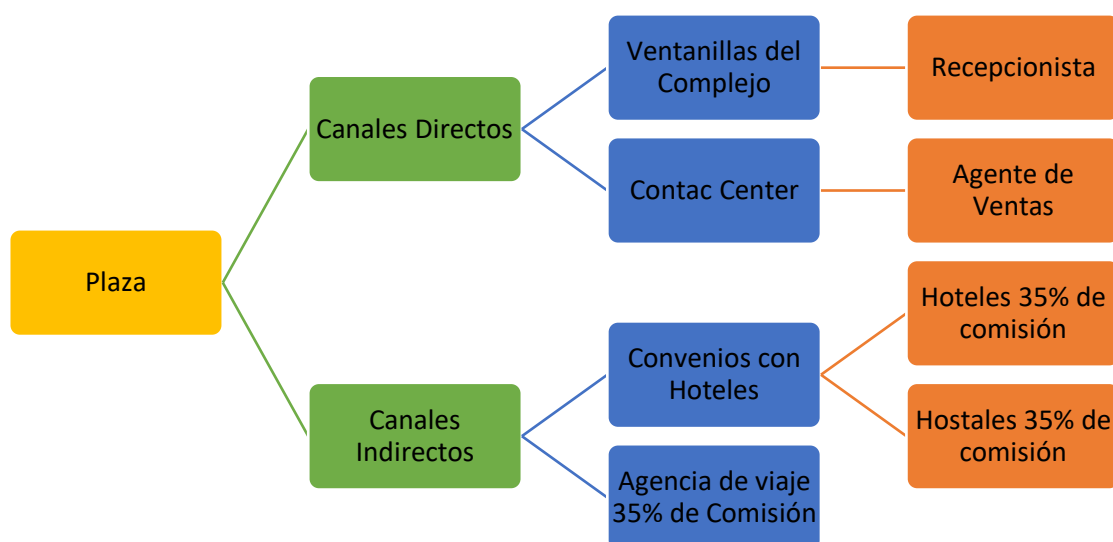 Plaza
Canales Directos
Ventanillas del
Complejo
Recepcionista
Contac Center
Agente de
Ventas
Canales
Indirectos
Convenios con
Hoteles
Hoteles 35% de
comisión
Hostales 35% de
comisión
Agencia de viaje
35% de Comisión